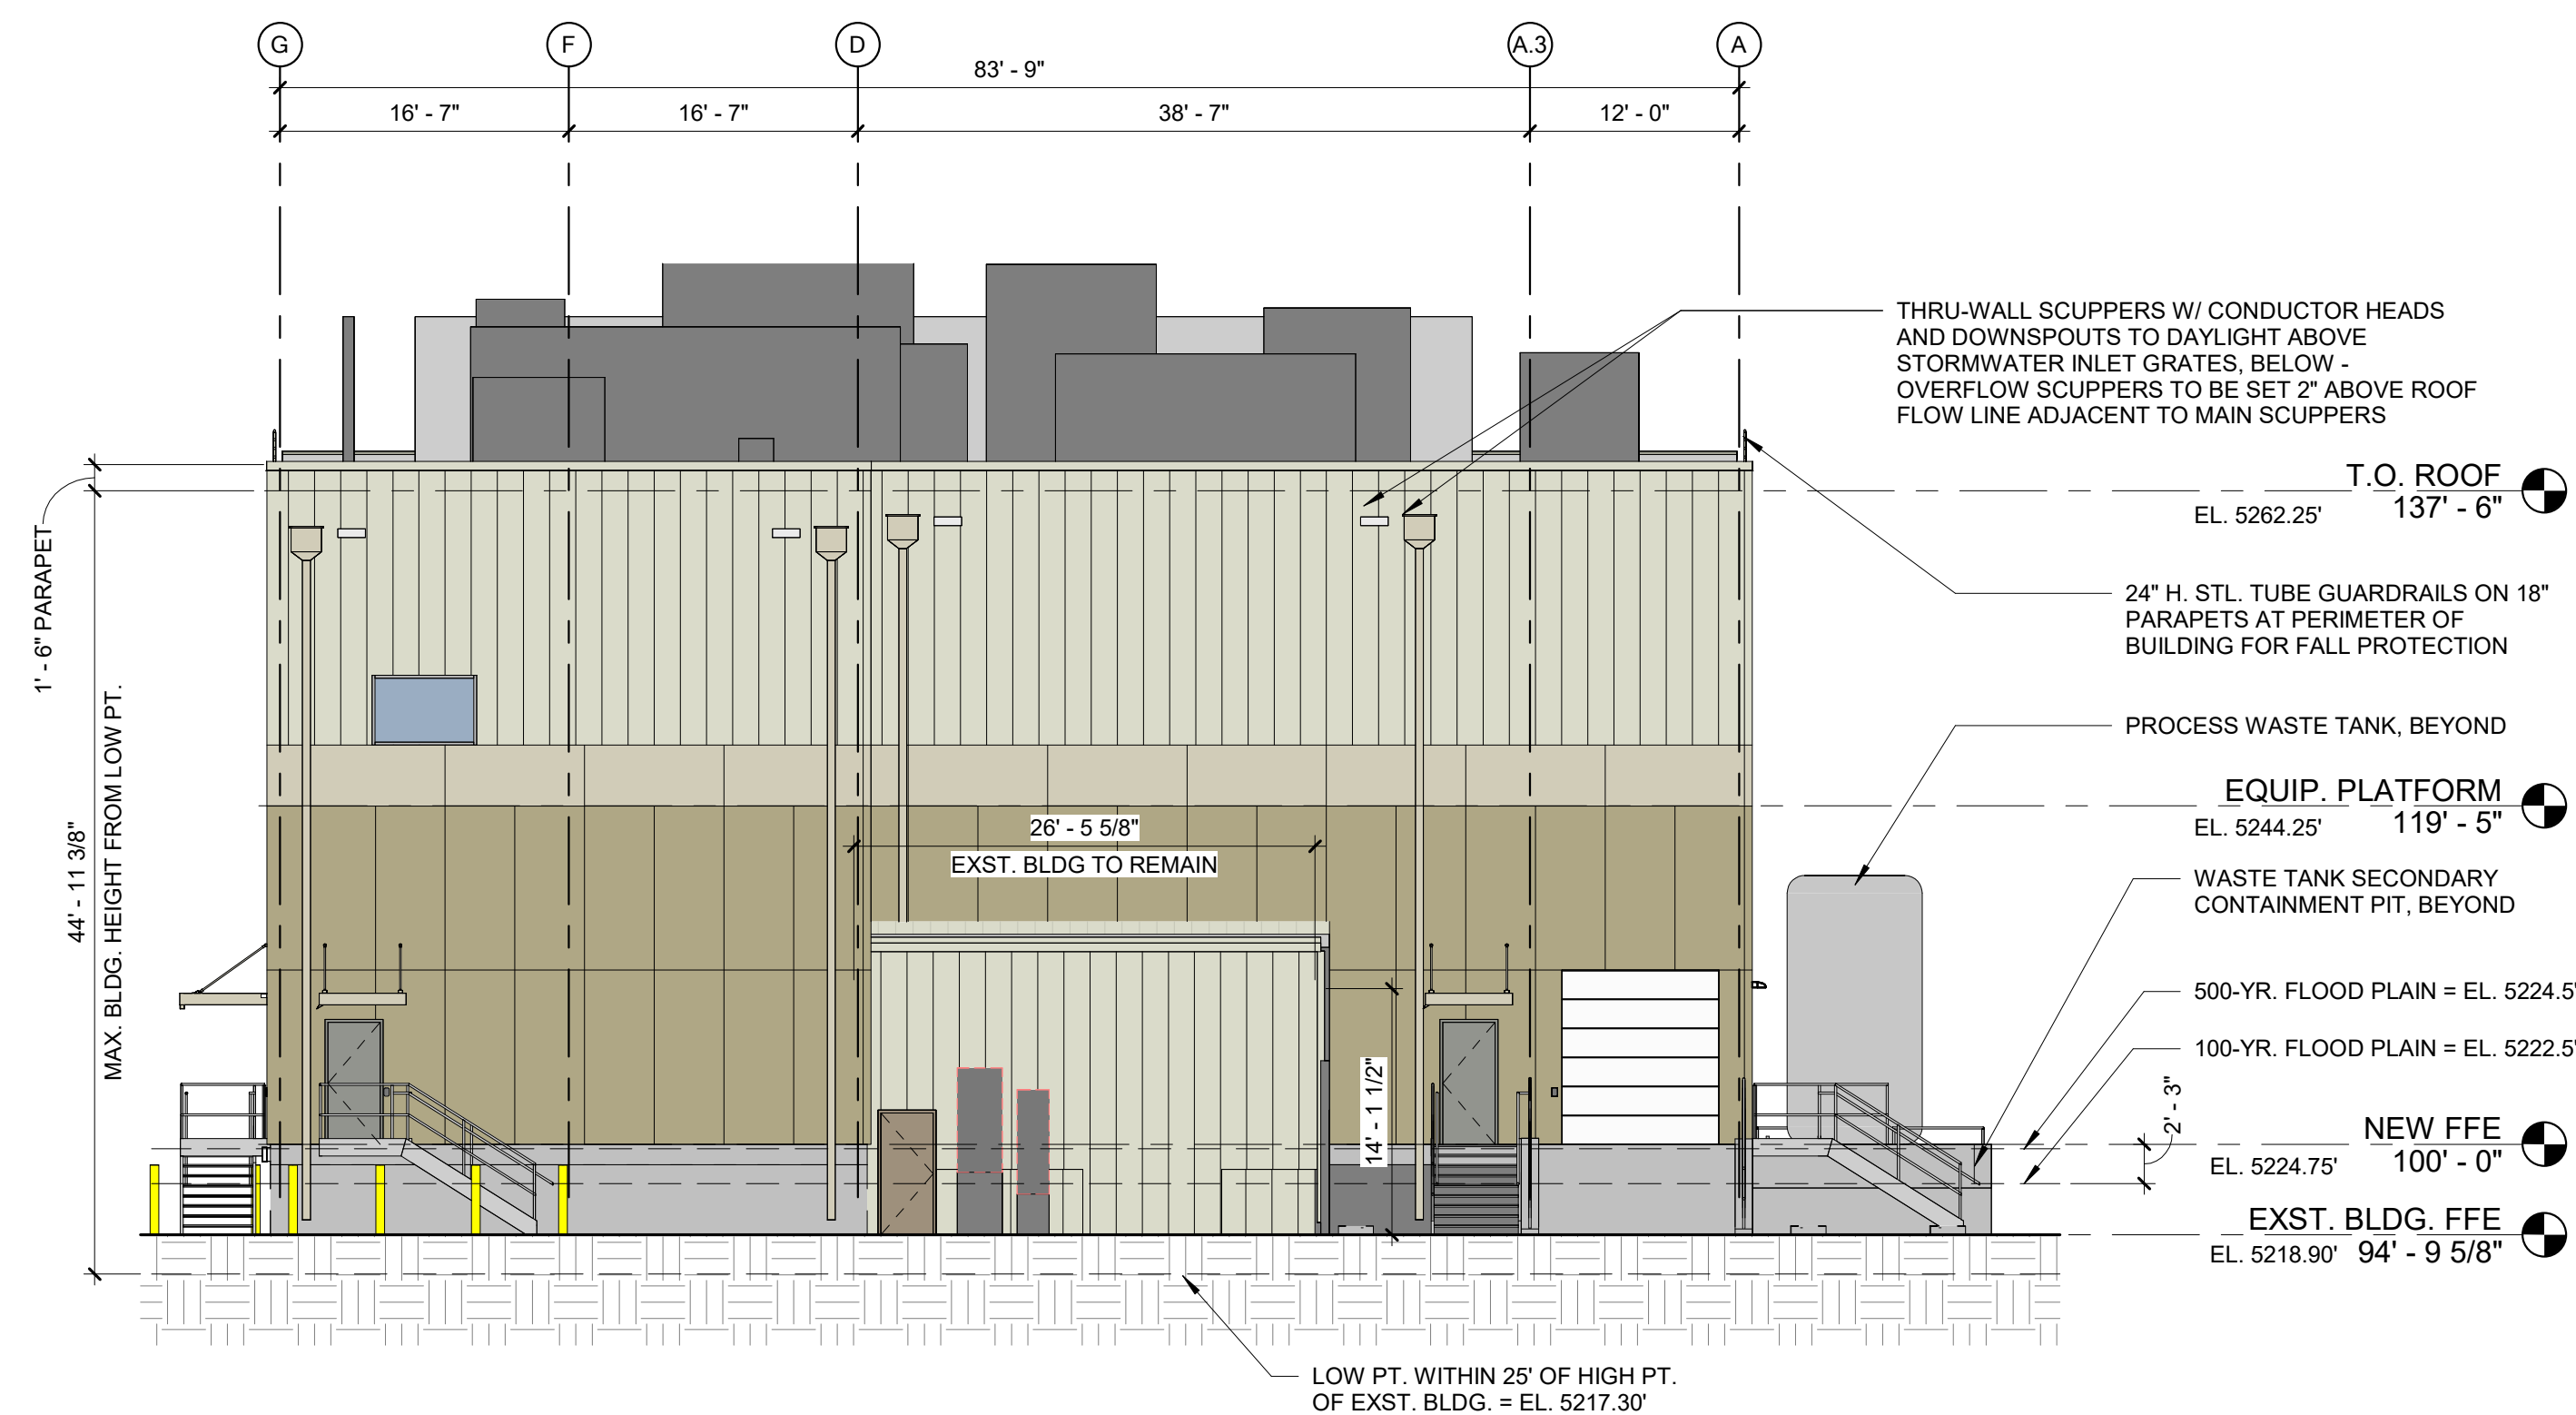 G
F
D
A.3
A
83' - 9"
16' - 7"
16' - 7"
38' - 7"
12' - 0"
THRU-WALL SCUPPERS W/ CONDUCTOR HEADS
AND DOWNSPOUTS TO DAYLIGHT ABOVE
STORMWATER INLET GRATES, BELOW -
OVERFLOW SCUPPERS TO BE SET 2" ABOVE ROOF
FLOW LINE ADJACENT TO MAIN SCUPPERS
T.O. ROOF
EL. 5262.25'
137' - 6"
1' - 6" PARAPET
24" H. STL. TUBE GUARDRAILS ON 18"
PARAPETS AT PERIMETER OF
BUILDING FOR FALL PROTECTION
44' - 11 3/8"
MAX. BLDG. HEIGHT FROM LOW PT.
PROCESS WASTE TANK, BEYOND
EQUIP. PLATFORM
EL. 5244.25'
119' - 5"
26' - 5 5/8"
EXST. BLDG TO REMAIN
WASTE TANK SECONDARY
CONTAINMENT PIT, BEYOND
500-YR. FLOOD PLAIN = EL. 5224.5'
100-YR. FLOOD PLAIN = EL. 5222.5'
14' - 1 1/2"
2' - 3"
NEW FFE
EL. 5224.75'
100' - 0"
EXST. BLDG. FFE
EL. 5218.90'
94' - 9 5/8"
LOW PT. WITHIN 25' OF HIGH PT.
OF EXST. BLDG. = EL. 5217.30'